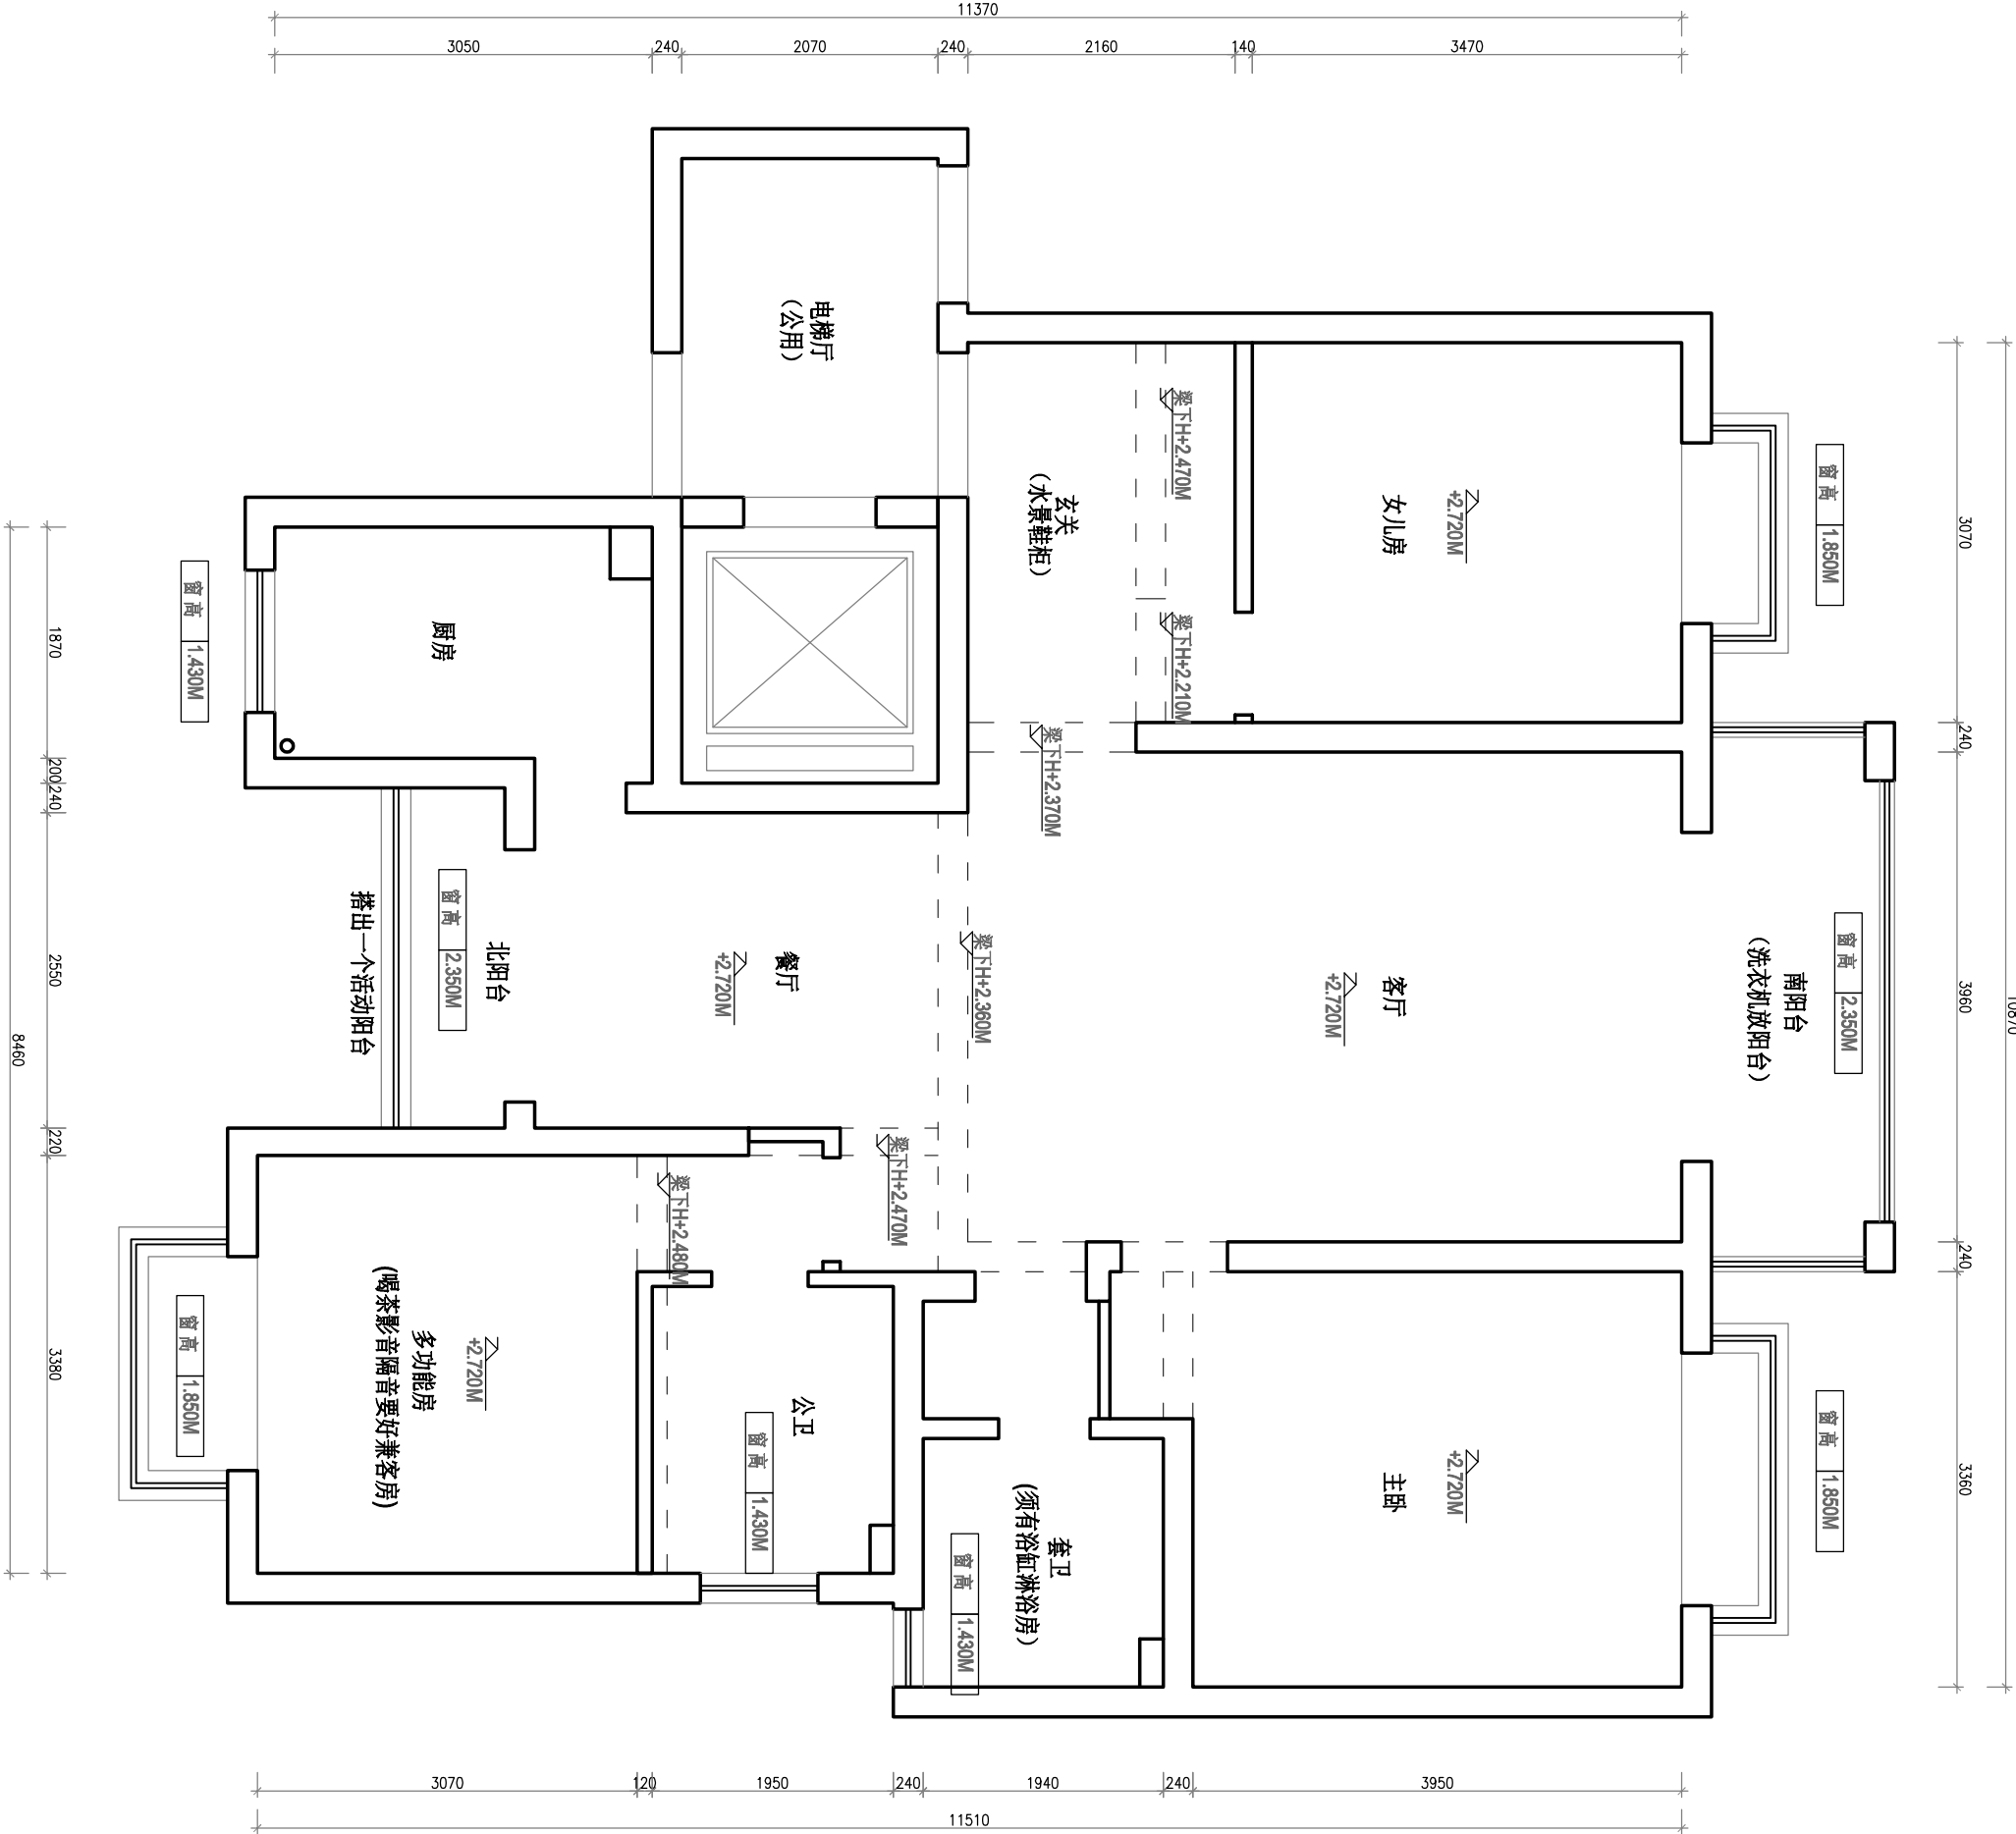 11370
3050
240
2070
240
2160
140
3470
电梯厅
（公用）
梁下H+2.470M
玄关
（水景鞋柜）
梁下H+2.210M
女儿房
+2.720M
窗 高
1.850M
3070
10870
窗 高
1.430M
厨房
1870
200
240
梁下H+2.370M
240
搭出一个活动阳台
窗 高
2.350M
北阳台
餐厅
+2.720M
梁下H+2.360M
客厅
+2.720M
南阳台
（洗衣机放阳台）
窗 高
2.350M
3960
2550
8460
220
梁下H+2.470M
梁下H+2.480M
240
3380
窗 高
1.850M
多功能房
(喝茶影音隔音要好兼客房)
+2.720M
公卫
窗 高
1.430M
套卫
（须有浴缸淋浴房）
窗 高
1.430M
主卧
+2.720M
窗 高
1.850M
3360
3070
120
1950
240
1940
240
3950
11510